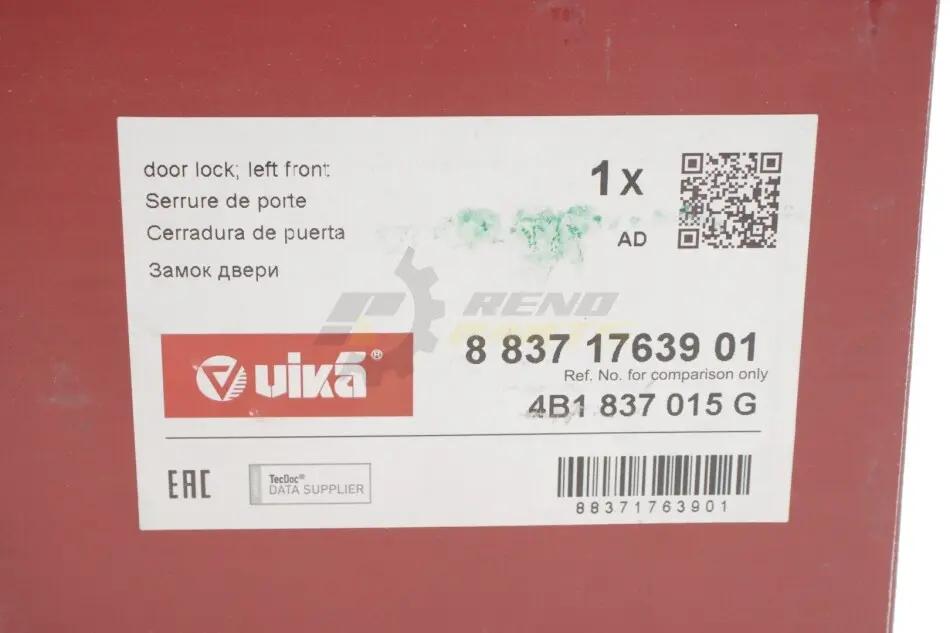 door lock; left front
Serrure de porte
Cerradura de puerta
Замок двери
1x
AD
RENO
PARTS
vika®
8 837 17639 01
Ref. No. for comparison only
4B1 837 015 G
EAC
TecDoc®
DATA SUPPLIER
88371763901